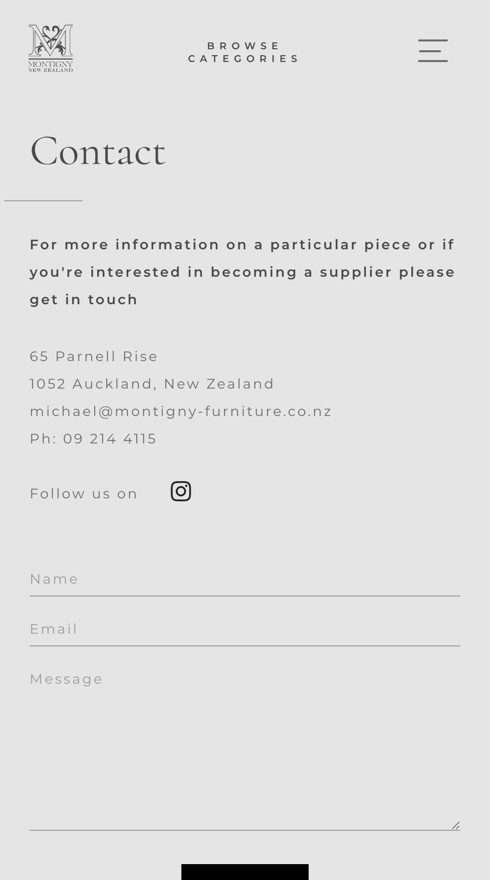 MONTIGNY
NEW ZEALAND
BROWSE
CATEGORIES
Contact
For more information on a particular piece or if
you're interested in becoming a supplier please
get in touch
65 Parnell Rise
1052 Auckland, New Zealand
michael@montigny-furniture.co.nz
Ph: 09 214 4115
Follow us on
Name
Email
Message